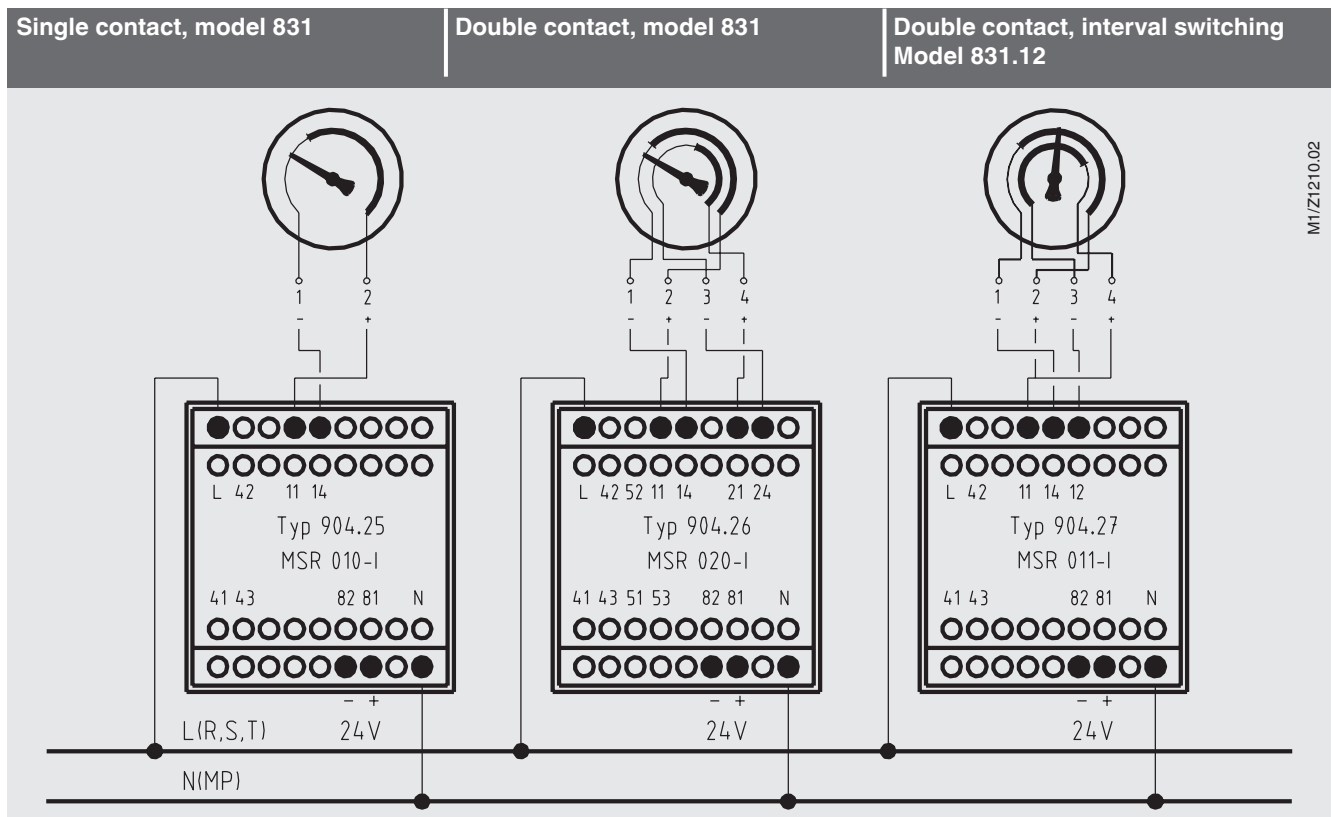 Single contact, model 831
Double contact, model 831
Double contact, interval switching
Model 831.12
M1/Z1210.02
1 2
- +
L 42 11 14
Typ 904.25
MSR 010-I
41 43 82 81 N
- +
24V
1 2 3 4
- + - +
L 42 52 11 14 21 24
Typ 904.26
MSR 020-I
41 43 51 53 82 81 N
- +
24V
1 2 3 4
- + - +
L 42 11 14 12
Typ 904.27
MSR 011-I
41 43 82 81 N
- +
24V
L(R,S,T)
N(MP)